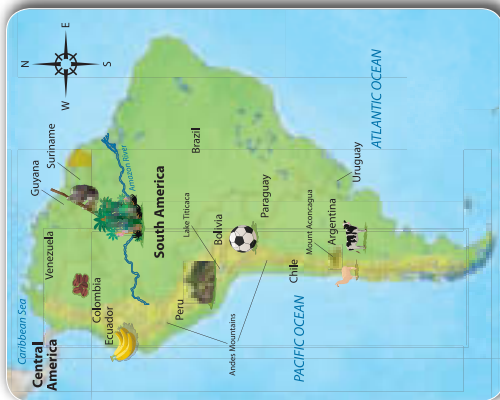 N
E
S
W
Caribbean Sea
Central
America
Venezuela
Guyana
Suriname
Colombia
Ecuador
Amazon River
South America
Brazil
Peru
Lake Titicaca
Bolivia
Paraguay
Andes Mountains
Chile
Mount Aconcagua
Argentina
Uruguay
PACIFIC OCEAN
ATLANTIC OCEAN